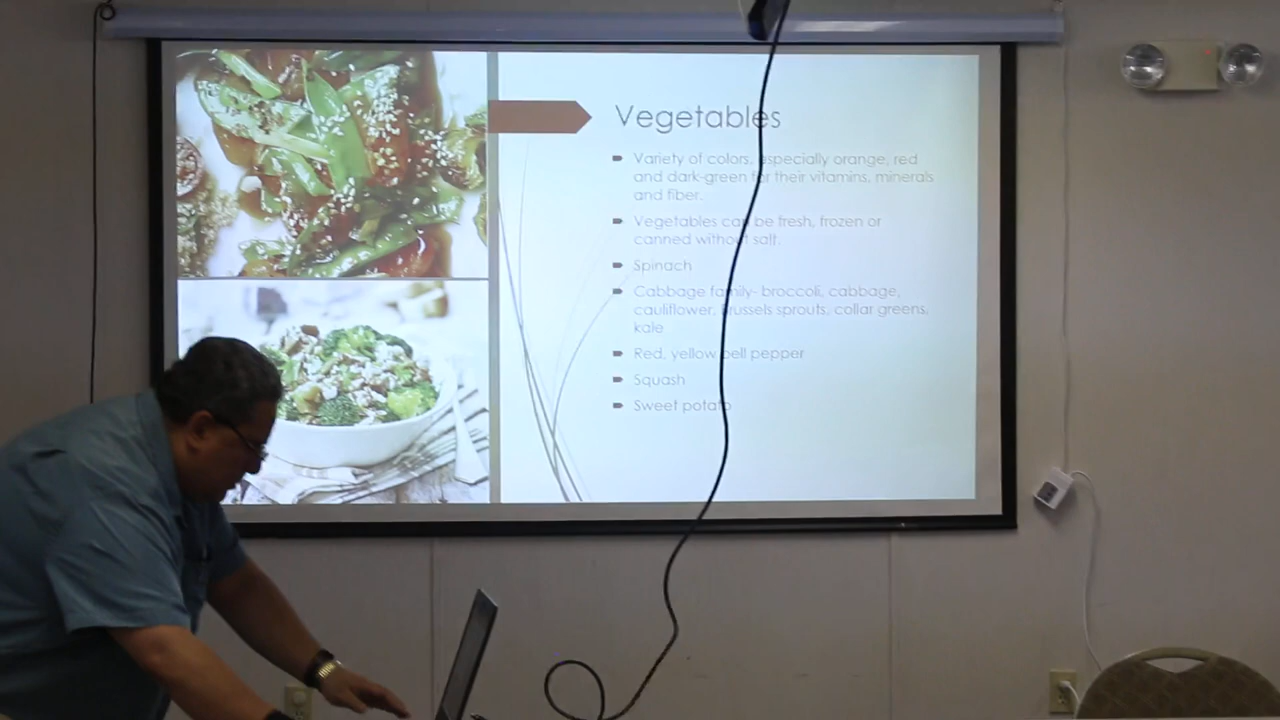 Vegetables
Variety of colors, especially orange, red
and dark-green for their vitamins, minerals
and fiber.
Vegetables can be fresh, frozen or
canned without salt.
Spinach
Cabbage family- broccoli, cabbage,
cauliflower, brussels sprouts, collar greens,
kale
Red, yellow bell pepper
Squash
Sweet potato